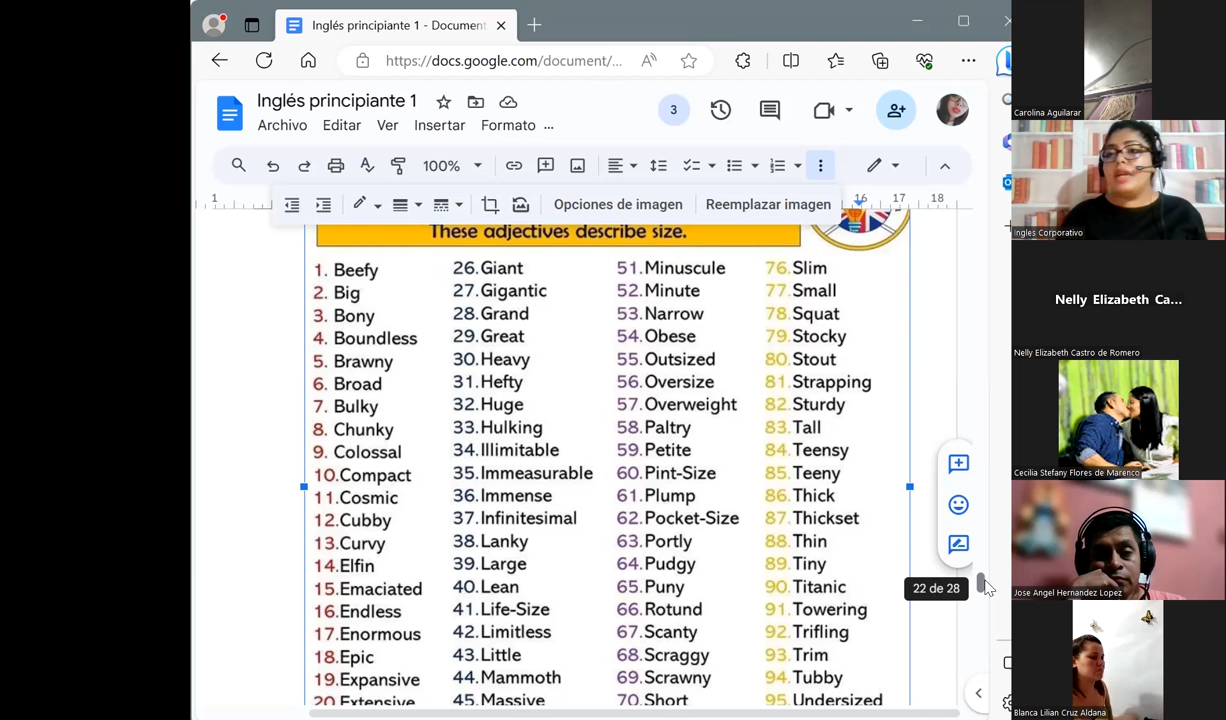 Inglés principiante 1 - Document
https://docs.google.com/document/...
Inglés principiante 1
Archivo Editar Ver Insertar Formato ...
3
100%
Opciones de imagen Reemplazar imagen
1 16 17 18
These adjectives describe size.
1. Beefy 26. Giant 51. Minuscule 76. Slim
2. Big 27. Gigantic 52. Minute 77. Small
3. Bony 28. Grand 53. Narrow 78. Squat
4. Boundless 29. Great 54. Obese 79. Stocky
5. Brawny 30. Heavy 55. Outsized 80. Stout
6. Broad 31. Hefty 56. Oversize 81. Strapping
7. Bulky 32. Huge 57. Overweight 82. Sturdy
8. Chunky 33. Hulking 58. Paltry 83. Tall
9. Colossal 34. Illimitable 59. Petite 84. Teensy
10. Compact 35. Immeasurable 60. Pint-Size 85. Teeny
11. Cosmic 36. Immense 61. Plump 86. Thick
12. Cubby 37. Infinitesimal 62. Pocket-Size 87. Thickset
13. Curvy 38. Lanky 63. Portly 88. Thin
14. Elfin 39. Large 64. Pudgy 89. Tiny
15. Emaciated 40. Lean 65. Puny 90. Titanic
16. Endless 41. Life-Size 66. Rotund 91. Towering
17. Enormous 42. Limitless 67. Scanty 92. Trifling
18. Epic 43. Little 68. Scraggy 93. Trim
19. Expansive 44. Mammoth 69. Scrawny 94. Tubby
20 Extensive 45. Massive 70. Short 95. Undersized
22 de 28
Carolina Aguilarar
Ingles Corporativo
Nelly Elizabeth Ca...
Nelly Elizabeth Castro de Romero
Cecilia Stefany Flores de Marenco
Jose Angel Hernandez Lopez
Blanca Lilian Cruz Aldana